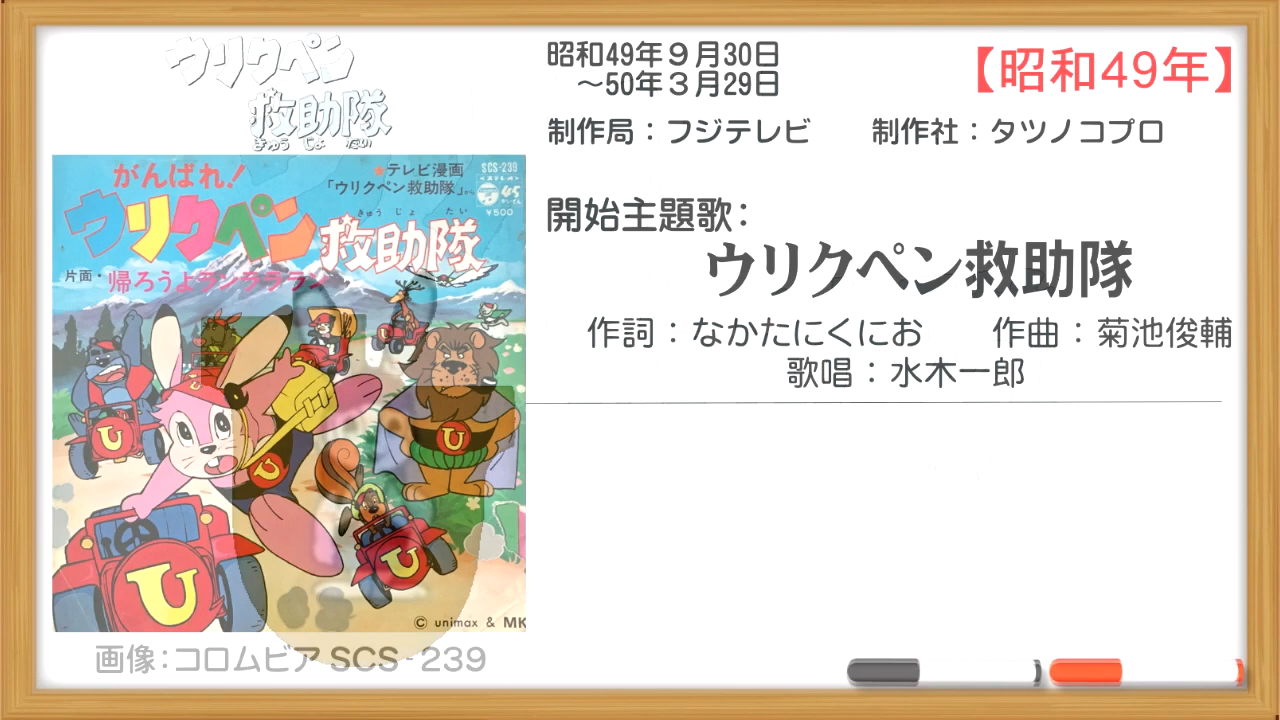 ウリクペン
救助隊
きゅう じょ たい
がんばれ!
ウリクペン
救助隊
きゅう じょ たい
●テレビ漫画
「ウリクペン救助隊」から
SCS-239
45
¥500
片面・帰ろうよランラララン
U
U
U
U
U
© unimax & MK
画像:コロムビア SCS-239
昭和49年9月30日
～50年3月29日
【昭和49年】
制作局:フジテレビ 制作社:タツノコプロ
開始主題歌:
ウリクペン救助隊
作詞:なかたにくにお 作曲:菊池俊輔
歌唱:水木一郎